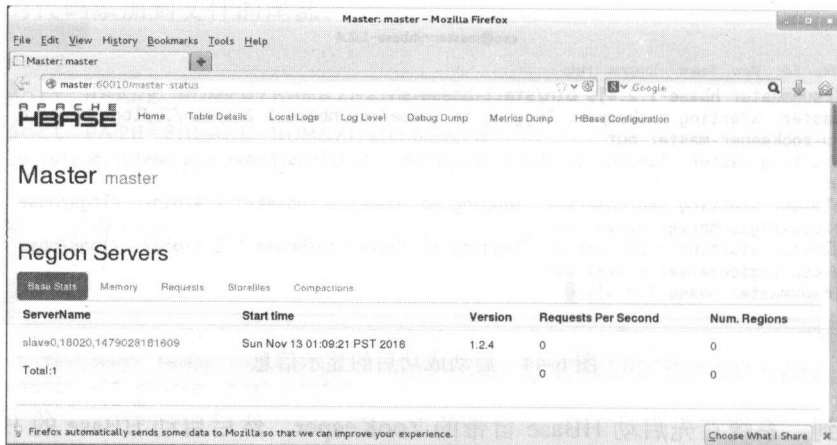 Master: master - Mozilla Firefox
File Edit View History Bookmarks Tools Help
Master: master
master:60010/master-status
Google
APACHE
HBASE
Home Table Details Local Logs Log Level Debug Dump Metrics Dump HBase Configuration
Master master
Region Servers
Base Stats Memory Requests Storefiles Compactions
ServerName Start time Version Requests Per Second Num. Regions
slave0,16020,1479028161609 Sun Nov 13 01:09:21 PST 2016 1.2.4 0 0
Total:1 0 0
Firefox automatically sends some data to Mozilla so that we can improve your experience. Choose What I Share